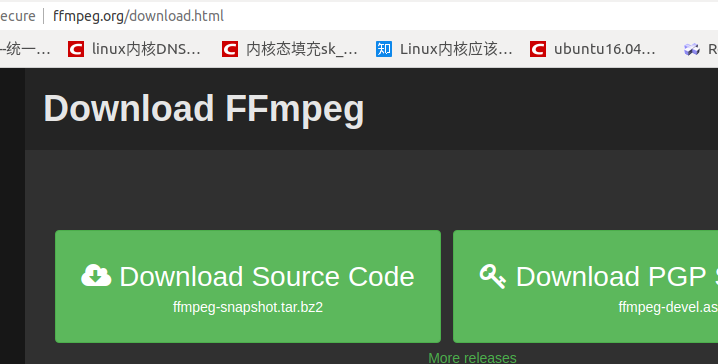 ecure ffmpeg.org/download.html
–统一… linux内核DNS… 内核态填充sk_… Linux内核应该… ubuntu16.04… R
Download FFmpeg
Download Source Code Download PGP S
ffmpeg-snapshot.tar.bz2 ffmpeg-devel.as
More releases